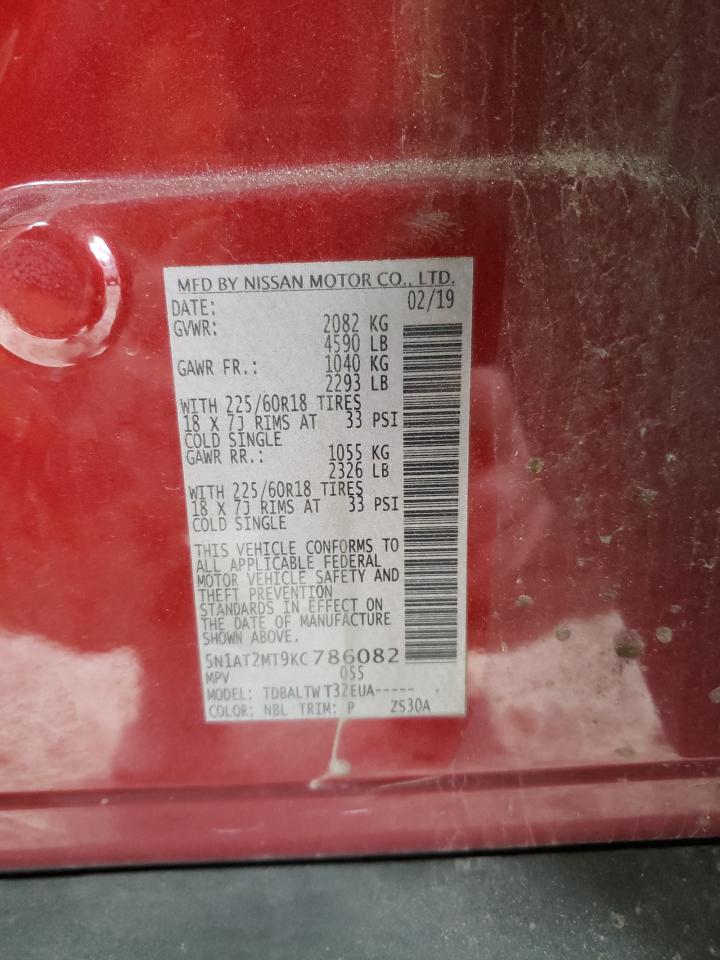 MFD BY NISSAN MOTOR CO., LTD.
DATE: 02/19
GVWR: 2082 KG
4590 LB
GAWR FR.: 1040 KG
2293 LB
WITH 225/60R18 TIRES
18 X 7J RIMS AT 33 PSI
COLD SINGLE
GAWR RR.: 1055 KG
2326 LB
WITH 225/60R18 TIRES
18 X 7J RIMS AT 33 PSI
COLD SINGLE
THIS VEHICLE CONFORMS TO
ALL APPLICABLE FEDERAL
MOTOR VEHICLE SAFETY AND
THEFT PREVENTION
STANDARDS IN EFFECT ON
THE DATE OF MANUFACTURE
SHOWN ABOVE.
5N1AT2MT9KC786082
MPV 055
MODEL: TDBALTW T32EUA-----
COLOR: NBL TRIM: P ZS30A